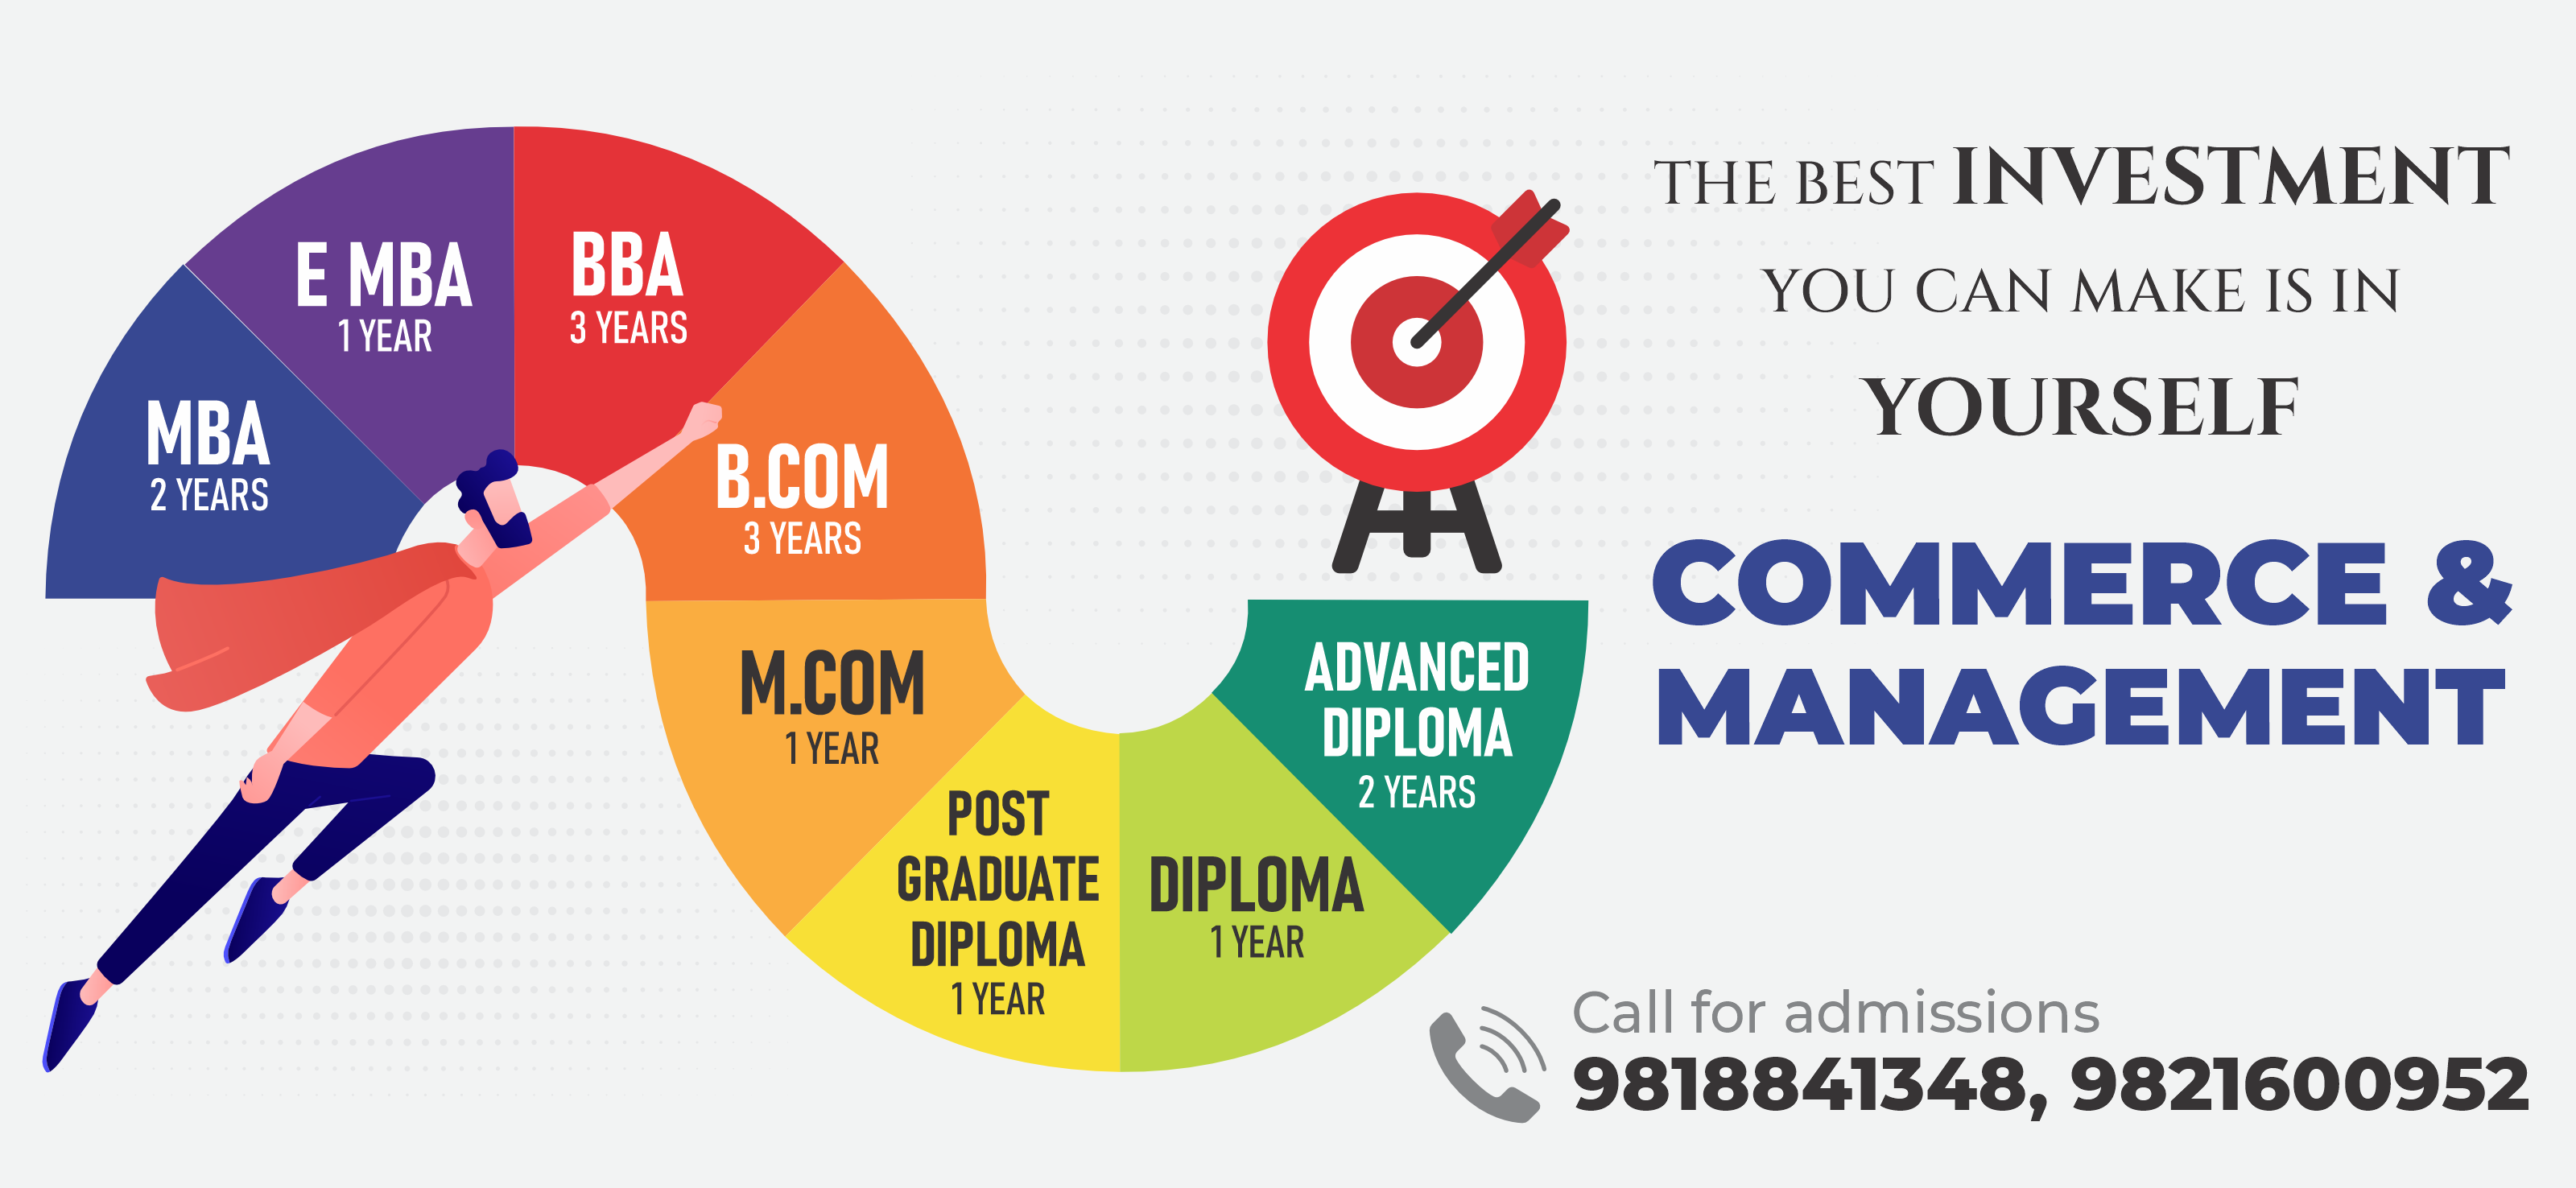 MBA
2 YEARS
E MBA
1 YEAR
BBA
3 YEARS
B.COM
3 YEARS
M.COM
1 YEAR
POST
GRADUATE
DIPLOMA
1 YEAR
DIPLOMA
1 YEAR
ADVANCED
DIPLOMA
2 YEARS
THE BEST INVESTMENT
YOU CAN MAKE IS IN
YOURSELF
COMMERCE &
MANAGEMENT
Call for admissions
9818841348, 9821600952